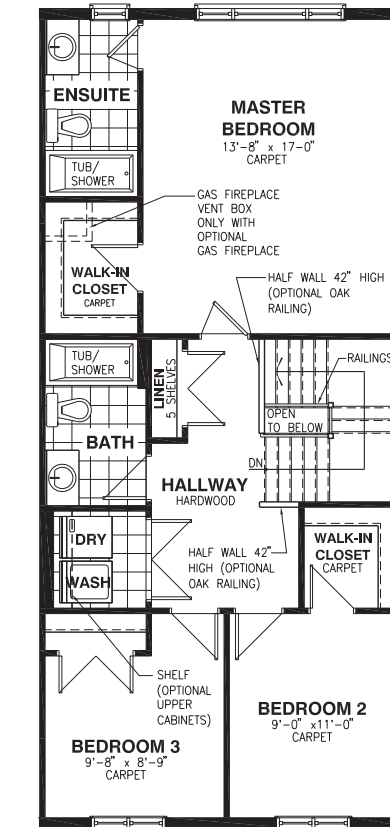 ENSUITE
MASTER
BEDROOM
13'-8" x 17-0"
CARPET
TUB/
SHOWER
GAS FIREPLACE
VENT BOX
ONLY WITH
OPTIONAL
GAS FIREPLACE
WALK-IN
CLOSET
CARPET
HALF WALL 42" HIGH
(OPTIONAL OAK
RAILING)
TUB/
SHOWER
LINEN
5 SHELVES
RAILINGS
OPEN
TO BELOW
BATH
DN
HALLWAY
HARDWOOD
DRY
WASH
HALF WALL 42"
HIGH (OPTIONAL
OAK RAILING)
WALK-IN
CLOSET
CARPET
SHELF
(OPTIONAL
UPPER
CABINETS)
BEDROOM 3
9'-8" x 8'-9"
CARPET
BEDROOM 2
9'-0" x11'-0"
CARPET